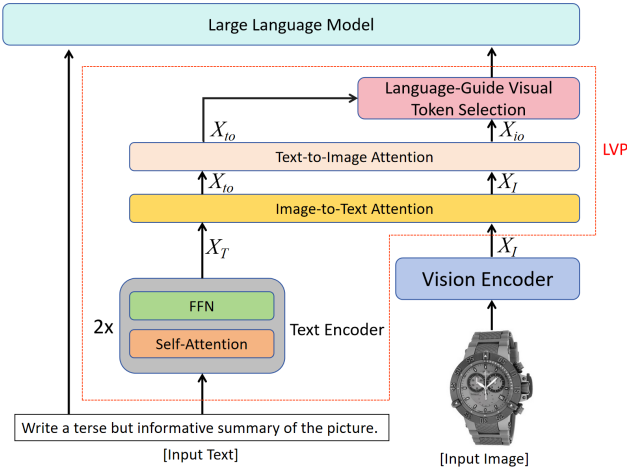 Large Language Model
Language-Guide Visual
Token Selection
LVP
X_to
X_io
Text-to-Image Attention
X_to
X_I
Image-to-Text Attention
X_T
X_I
Vision Encoder
FFN
2x
Text Encoder
Self-Attention
Write a terse but informative summary of the picture.
[Input Text]
[Input Image]